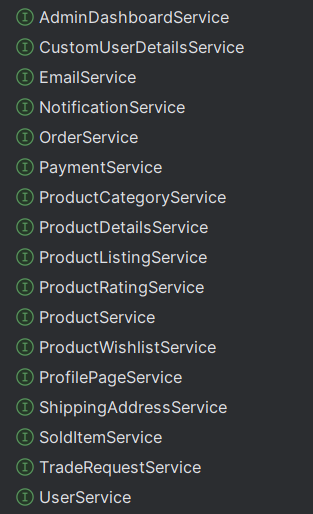 AdminDashboardService
CustomUserDetailsService
EmailService
NotificationService
OrderService
PaymentService
ProductCategoryService
ProductDetailsService
ProductListingService
ProductRatingService
ProductService
ProductWishlistService
ProfilePageService
ShippingAddressService
SoldItemService
TradeRequestService
UserService